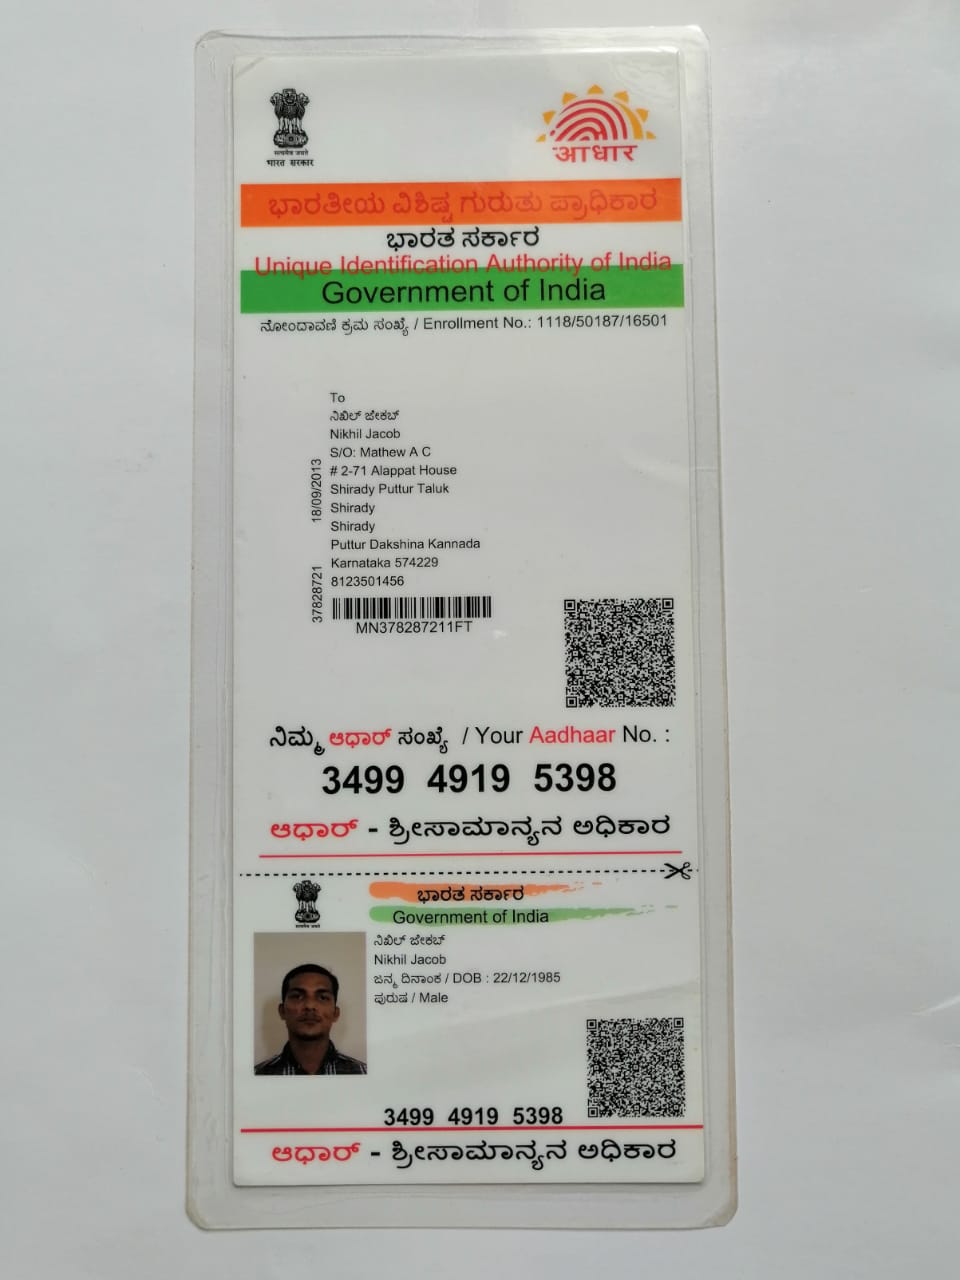 सत्यमेव जयते
भारत सरकार
आधार
ಭಾರತೀಯ ವಿಶಿಷ್ಟ ಗುರುತು ಪ್ರಾಧಿಕಾರ
ಭಾರತ ಸರ್ಕಾರ
Unique Identification Authority of India
Government of India
ನೋಂದಾವಣಿ ಕ್ರಮ ಸಂಖ್ಯೆ / Enrollment No.: 1118/50187/16501
To
ನಿಖಿಲ್ ಜೇಕಬ್
Nikhil Jacob
S/O: Mathew A C
# 2-71 Alappat House
Shirady Puttur Taluk
Shirady
Shirady
Puttur Dakshina Kannada
Karnataka 574229
8123501456
18/09/2013
37828721
MN378287211FT
ನಿಮ್ಮ ಆಧಾರ್ ಸಂಖ್ಯೆ / Your Aadhaar No. :
3499 4919 5398
ಆಧಾರ್ - ಶ್ರೀಸಾಮಾನ್ಯನ ಅಧಿಕಾರ
सत्यमेव जयते
ಭಾರತ ಸರ್ಕಾರ
Government of India
ನಿಖಿಲ್ ಜೇಕಬ್
Nikhil Jacob
ಜನ್ಮ ದಿನಾಂಕ / DOB : 22/12/1985
ಪುರುಷ / Male
3499 4919 5398
ಆಧಾರ್ - ಶ್ರೀಸಾಮಾನ್ಯನ ಅಧಿಕಾರ